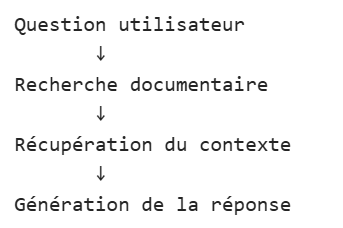 Question utilisateur
↓
Recherche documentaire
↓
Récupération du contexte
↓
Génération de la réponse